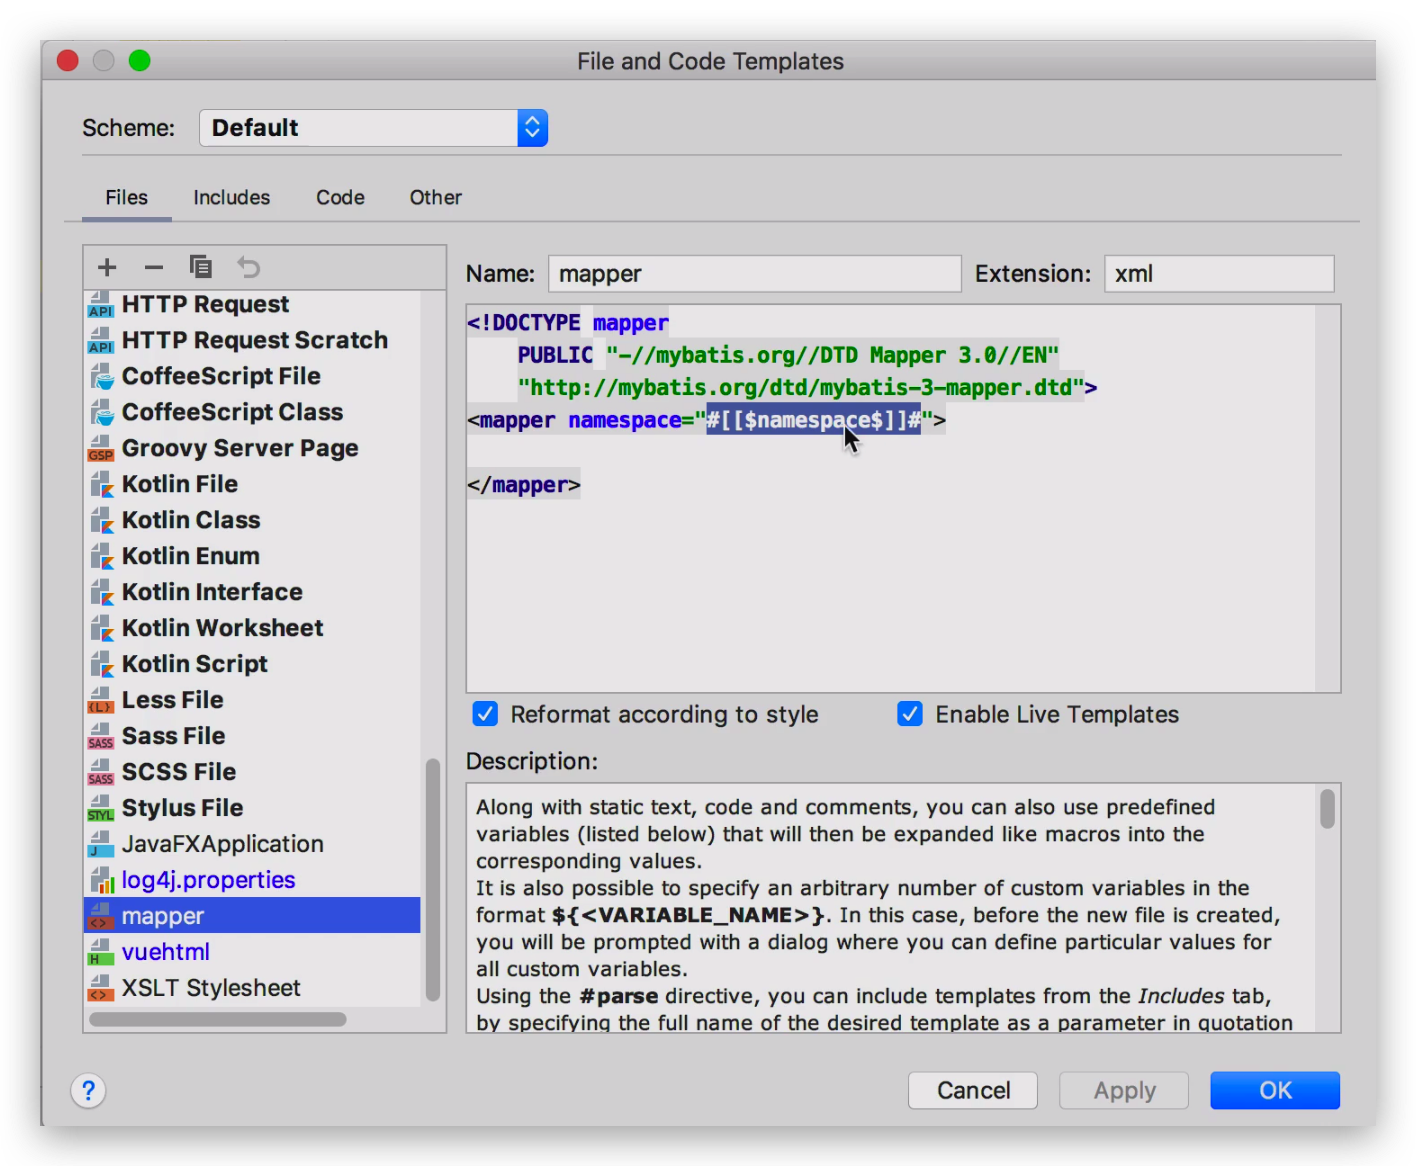 File and Code Templates
Scheme: Default
Files Includes Code Other
HTTP Request
HTTP Request Scratch
CoffeeScript File
CoffeeScript Class
Groovy Server Page
Kotlin File
Kotlin Class
Kotlin Enum
Kotlin Interface
Kotlin Worksheet
Kotlin Script
Less File
Sass File
SCSS File
Stylus File
JavaFXApplication
log4j.properties
mapper
vuehtml
XSLT Stylesheet
API
API
GSP
{L}
SASS
SASS
STYL
J
<>
H
<>
Name: mapper Extension: xml
<!DOCTYPE mapper
PUBLIC "-//mybatis.org//DTD Mapper 3.0//EN"
"http://mybatis.org/dtd/mybatis-3-mapper.dtd">
<mapper namespace="#[[$namespace$]]#">
</mapper>
Reformat according to style Enable Live Templates
Description:
Along with static text, code and comments, you can also use predefined
variables (listed below) that will then be expanded like macros into the
corresponding values.
It is also possible to specify an arbitrary number of custom variables in the
format ${<VARIABLE_NAME>}. In this case, before the new file is created,
you will be prompted with a dialog where you can define particular values for
all custom variables.
Using the #parse directive, you can include templates from the Includes tab,
by specifying the full name of the desired template as a parameter in quotation
? Cancel Apply OK